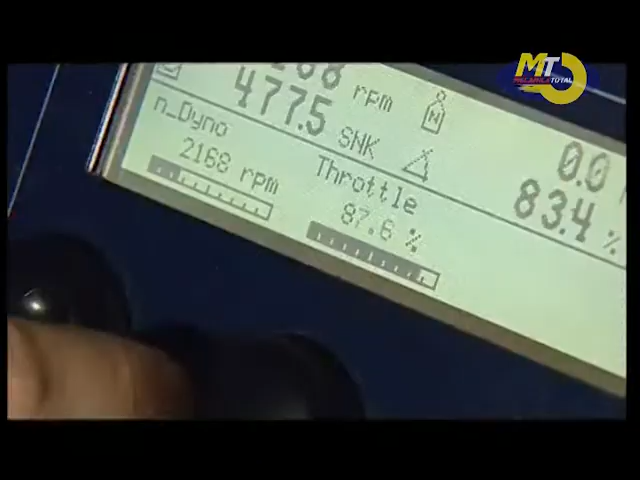 MT
MECANICA TOTAL
rpm
N
0.0
477.5 SNK
83.4 %
n_Dyno
2168 rpm
Throttle
87.6 %